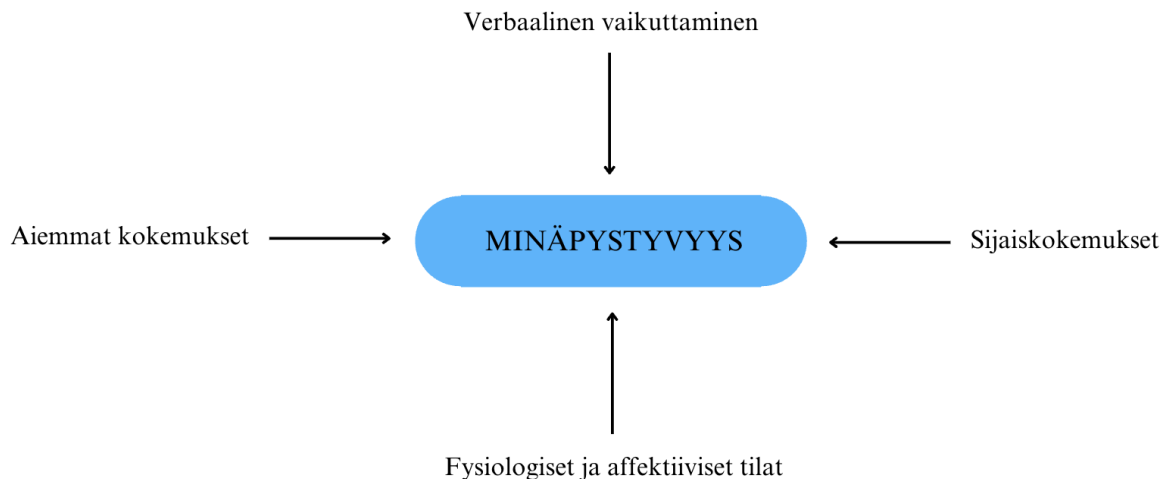 Verbaalinen vaikuttaminen
Aiemmat kokemukset
MINÄPYSTYVYYS
Sijaiskokemukset
Fysiologiset ja affektiiviset tilat